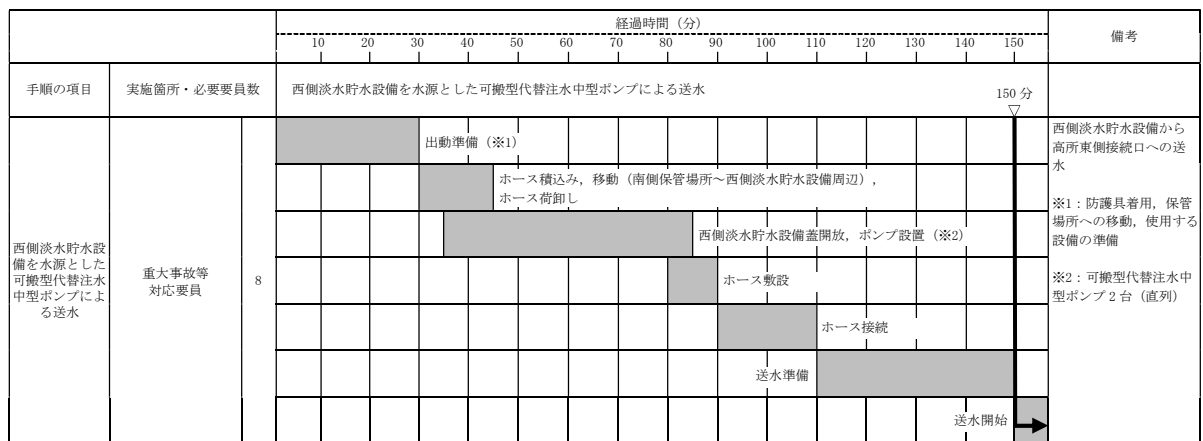 経過時間（分）
備考
10 20 30 40 50 60 70 80 90 100 110 120 130 140 150
手順の項目
実施箇所・必要要員数
西側淡水貯水設備を水源とした可搬型代替注水中型ポンプによる送水
150 分
▽
西側淡水貯水設
備を水源とした
可搬型代替注水
中型ポンプによ
る送水
重大事故等
対応要員
8
出動準備（※1）
ホース積込み，移動（南側保管場所～西側淡水貯水設備周辺），
ホース荷卸し
西側淡水貯水設備蓋開放，ポンプ設置（※2）
ホース敷設
ホース接続
送水準備
送水開始
西側淡水貯水設備から
高所東側接続口への送
水
※1：防護具着用，保管
場所への移動，使用する
設備の準備
※2：可搬型代替注水中
型ポンプ 2 台（直列）